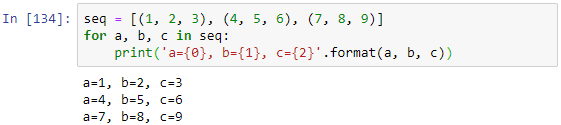 In [134]: seq = [(1, 2, 3), (4, 5, 6), (7, 8, 9)]
for a, b, c in seq:
    print('a={0}, b={1}, c={2}'.format(a, b, c))
a=1, b=2, c=3
a=4, b=5, c=6
a=7, b=8, c=9